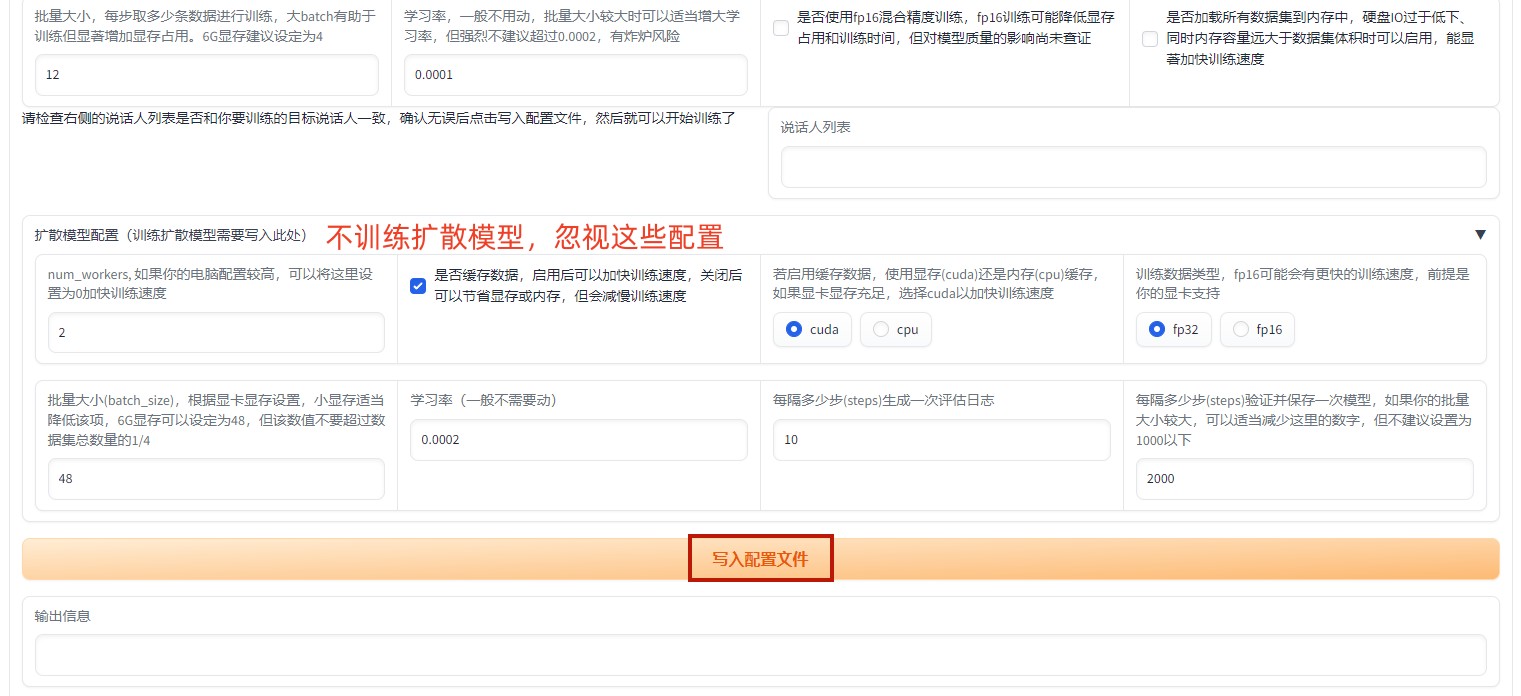 批量大小，每步取多少条数据进行训练，大batch有助于
训练但显著增加显存占用。6G显存建议设定为4
12
学习率，一般不用动，批量大小较大时可以适当增大学
习率，但强烈不建议超过0.0002，有炸炉风险
0.0001
是否使用fp16混合精度训练，fp16训练可能降低显存
占用和训练时间，但对模型质量的影响尚未查证
是否加载所有数据集到内存中，硬盘IO过于低下、
同时内存容量远大于数据集体积时可以启用，能显
著加快训练速度
请检查右侧的说话人列表是否和你要训练的目标说话人一致，确认无误后点击写入配置文件，然后就可以开始训练了
说话人列表
扩散模型配置（训练扩散模型需要写入此处）
不训练扩散模型，忽视这些配置
▼
num_workers, 如果你的电脑配置较高，可以将这里设
置为0加快训练速度
2
是否缓存数据，启用后可以加快训练速度，关闭后
可以节省显存或内存，但会减慢训练速度
若启用缓存数据，使用显存(cuda)还是内存(cpu)缓存，
如果显卡显存充足，选择cuda以加快训练速度
cuda
cpu
训练数据类型，fp16可能会有更快的训练速度，前提是
你的显卡支持
fp32
fp16
批量大小(batch_size)，根据显卡显存设置，小显存适当
降低该项，6G显存可以设定为48，但该数值不要超过数
据集总数量的1/4
48
学习率（一般不需要动）
0.0002
每隔多少步(steps)生成一次评估日志
10
每隔多少步(steps)验证并保存一次模型，如果你的批量
大小较大，可以适当减少这里的数字，但不建议设置为
1000以下
2000
写入配置文件
输出信息